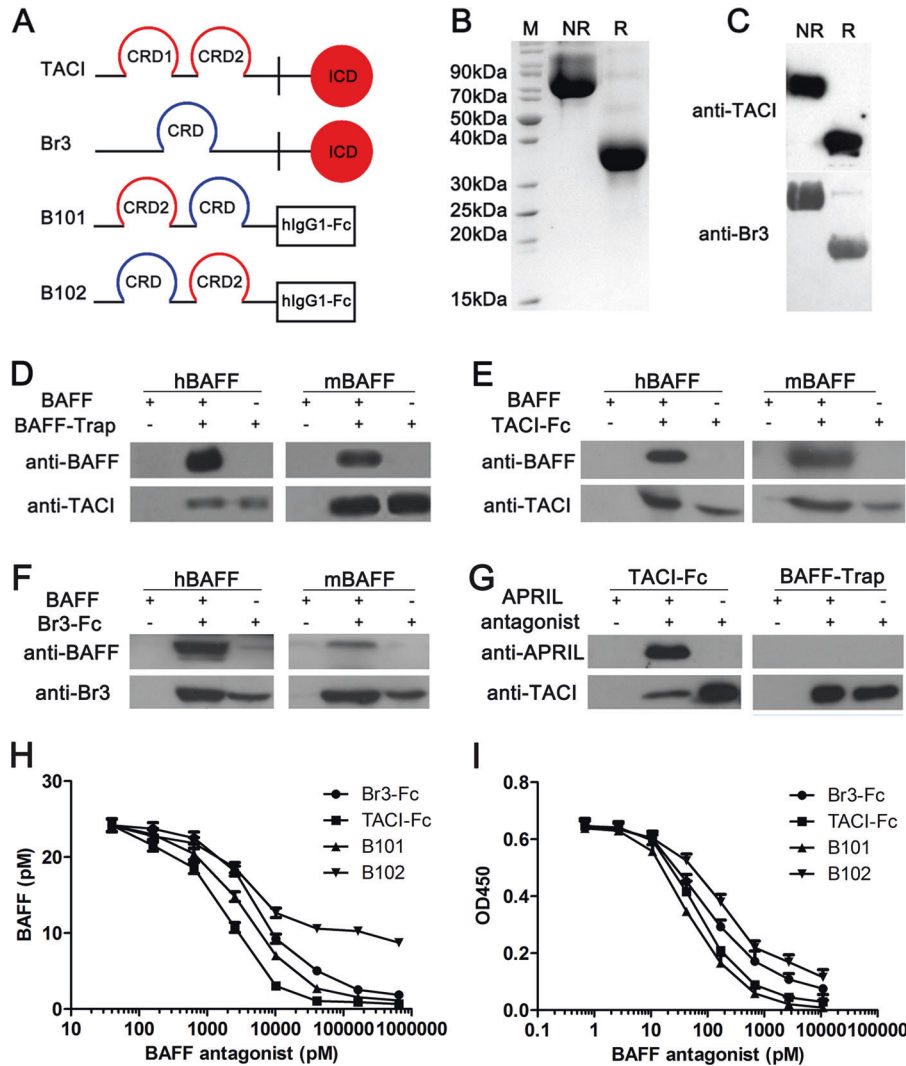 A
TACI
CRD1
CRD2
ICD
Br3
CRD
ICD
B101
CRD2
CRD
hIgG1-Fc
B102
CRD
CRD2
hIgG1-Fc
B
M NR R
90kDa
70kDa
50kDa
40kDa
30kDa
25kDa
20kDa
15kDa
C
NR R
anti-TACI
anti-Br3
D
hBAFF mBAFF
BAFF + + - + + -
BAFF-Trap - + + - + +
anti-BAFF
anti-TACI
E
hBAFF mBAFF
BAFF + + - + + -
TACI-Fc - + + - + +
anti-BAFF
anti-TACI
F
hBAFF mBAFF
BAFF + + - + + -
Br3-Fc - + + - + +
anti-BAFF
anti-Br3
G
TACI-Fc BAFF-Trap
APRIL + + - + + -
antagonist - + + - + +
anti-APRIL
anti-TACI
H
BAFF (pM)
30
20
10
0
10 100 1000 10000 100000 1000000
BAFF antagonist (pM)
Br3-Fc
TACI-Fc
B101
B102
I
OD450
0.8
0.6
0.4
0.2
0.0
0.1 1 10 100 1000 10000 100000
BAFF antagonist (pM)
Br3-Fc
TACI-Fc
B101
B102